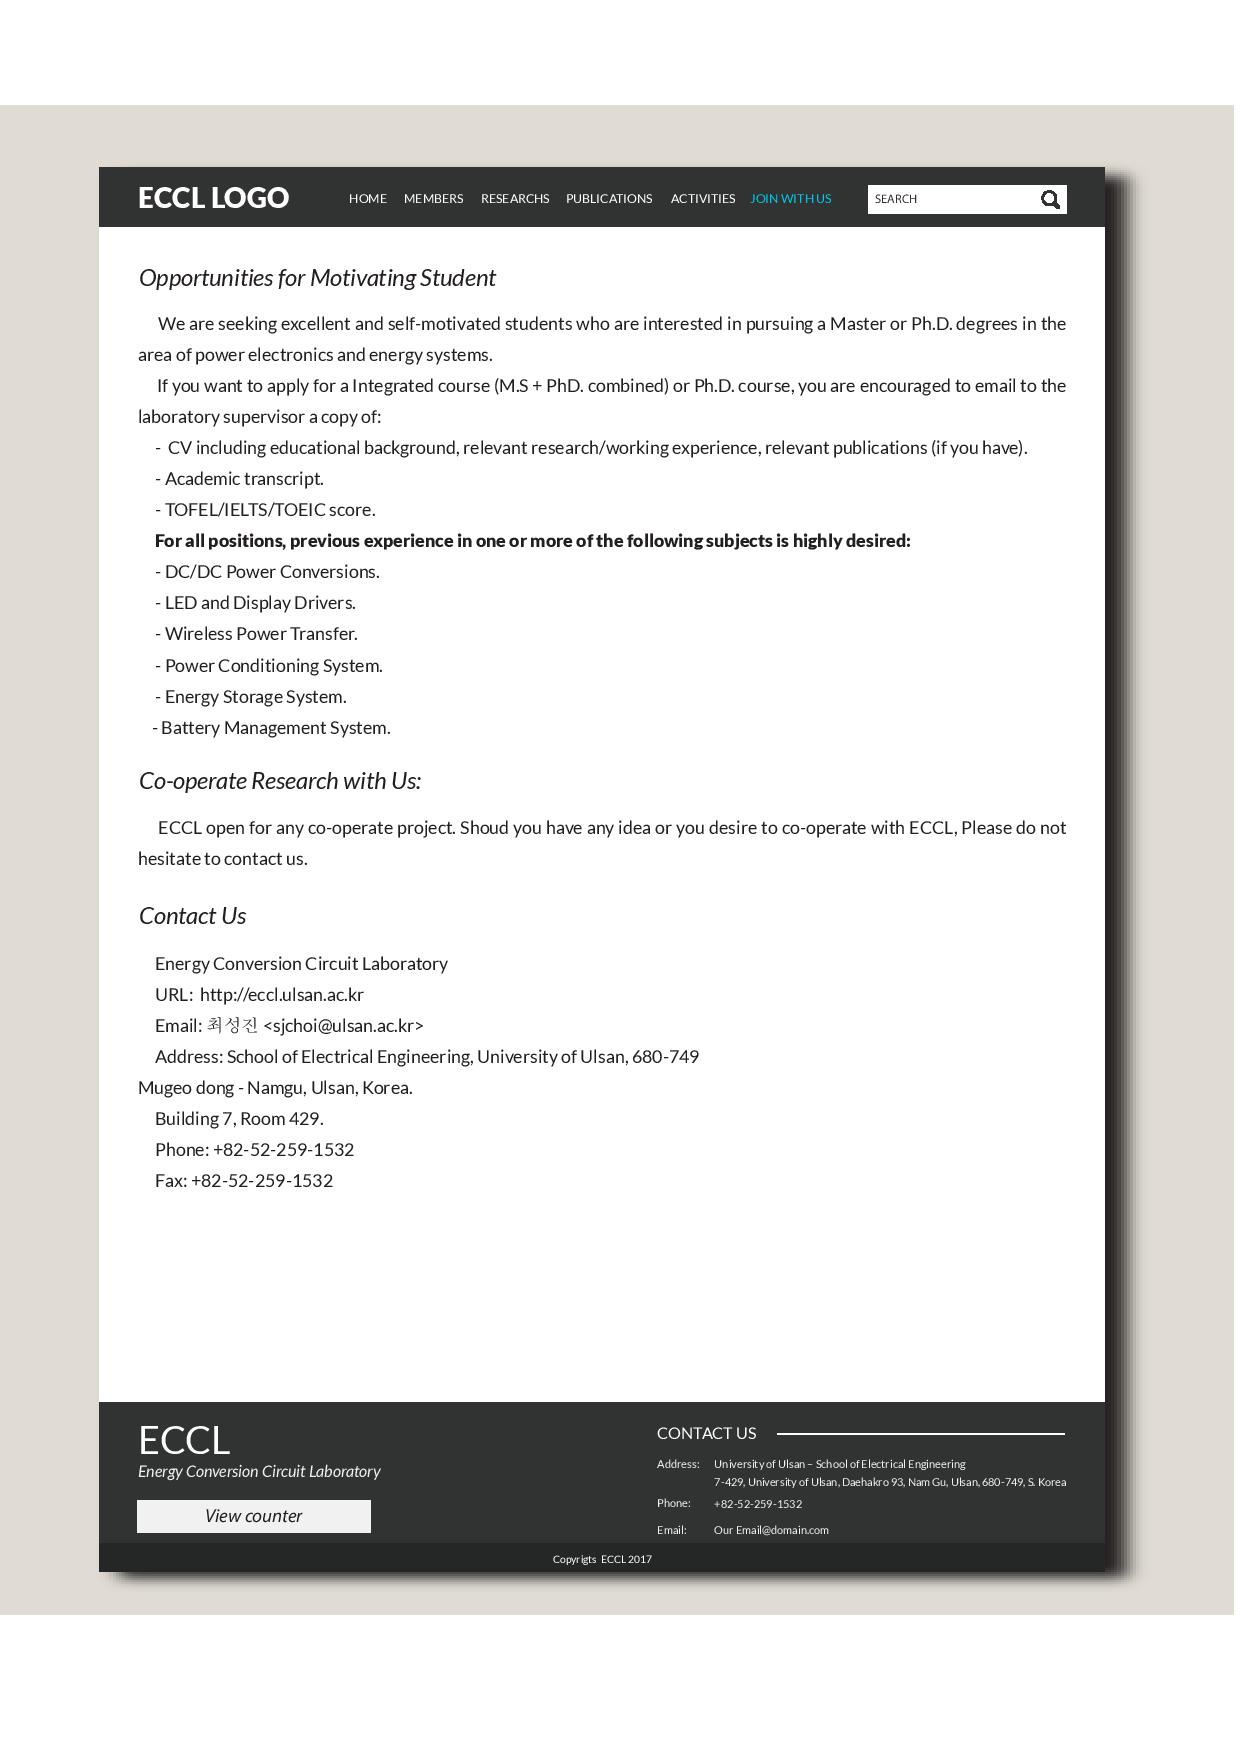 ECCL LOGO HOME MEMBERS RESEARCHS PUBLICATIONS ACTIVITIES JOIN WITH US SEARCH
Opportunities for Motivating Student
We are seeking excellent and self-motivated students who are interested in pursuing a Master or Ph.D. degrees in the
area of power electronics and energy systems.
If you want to apply for a Integrated course (M.S + PhD. combined) or Ph.D. course, you are encouraged to email to the
laboratory supervisor a copy of:
- CV including educational background, relevant research/working experience, relevant publications (if you have).
- Academic transcript.
- TOFEL/IELTS/TOEIC score.
For all positions, previous experience in one or more of the following subjects is highly desired:
- DC/DC Power Conversions.
- LED and Display Drivers.
- Wireless Power Transfer.
- Power Conditioning System.
- Energy Storage System.
- Battery Management System.
Co-operate Research with Us:
ECCL open for any co-operate project. Shoud you have any idea or you desire to co-operate with ECCL, Please do not
hesitate to contact us.
Contact Us
Energy Conversion Circuit Laboratory
URL: http://eccl.ulsan.ac.kr
Email: 최성진 <sjchoi@ulsan.ac.kr>
Address: School of Electrical Engineering, University of Ulsan, 680-749
Mugeo dong - Namgu, Ulsan, Korea.
Building 7, Room 429.
Phone: +82-52-259-1532
Fax: +82-52-259-1532
ECCL
Energy Conversion Circuit Laboratory
View counter
CONTACT US
Address: University of Ulsan – School of Electrical Engineering
7-429, University of Ulsan, Daehakro 93, Nam Gu, Ulsan, 680-749, S. Korea
Phone: +82-52-259-1532
Email: Our Email@domain.com
Copyrigts ECCL 2017